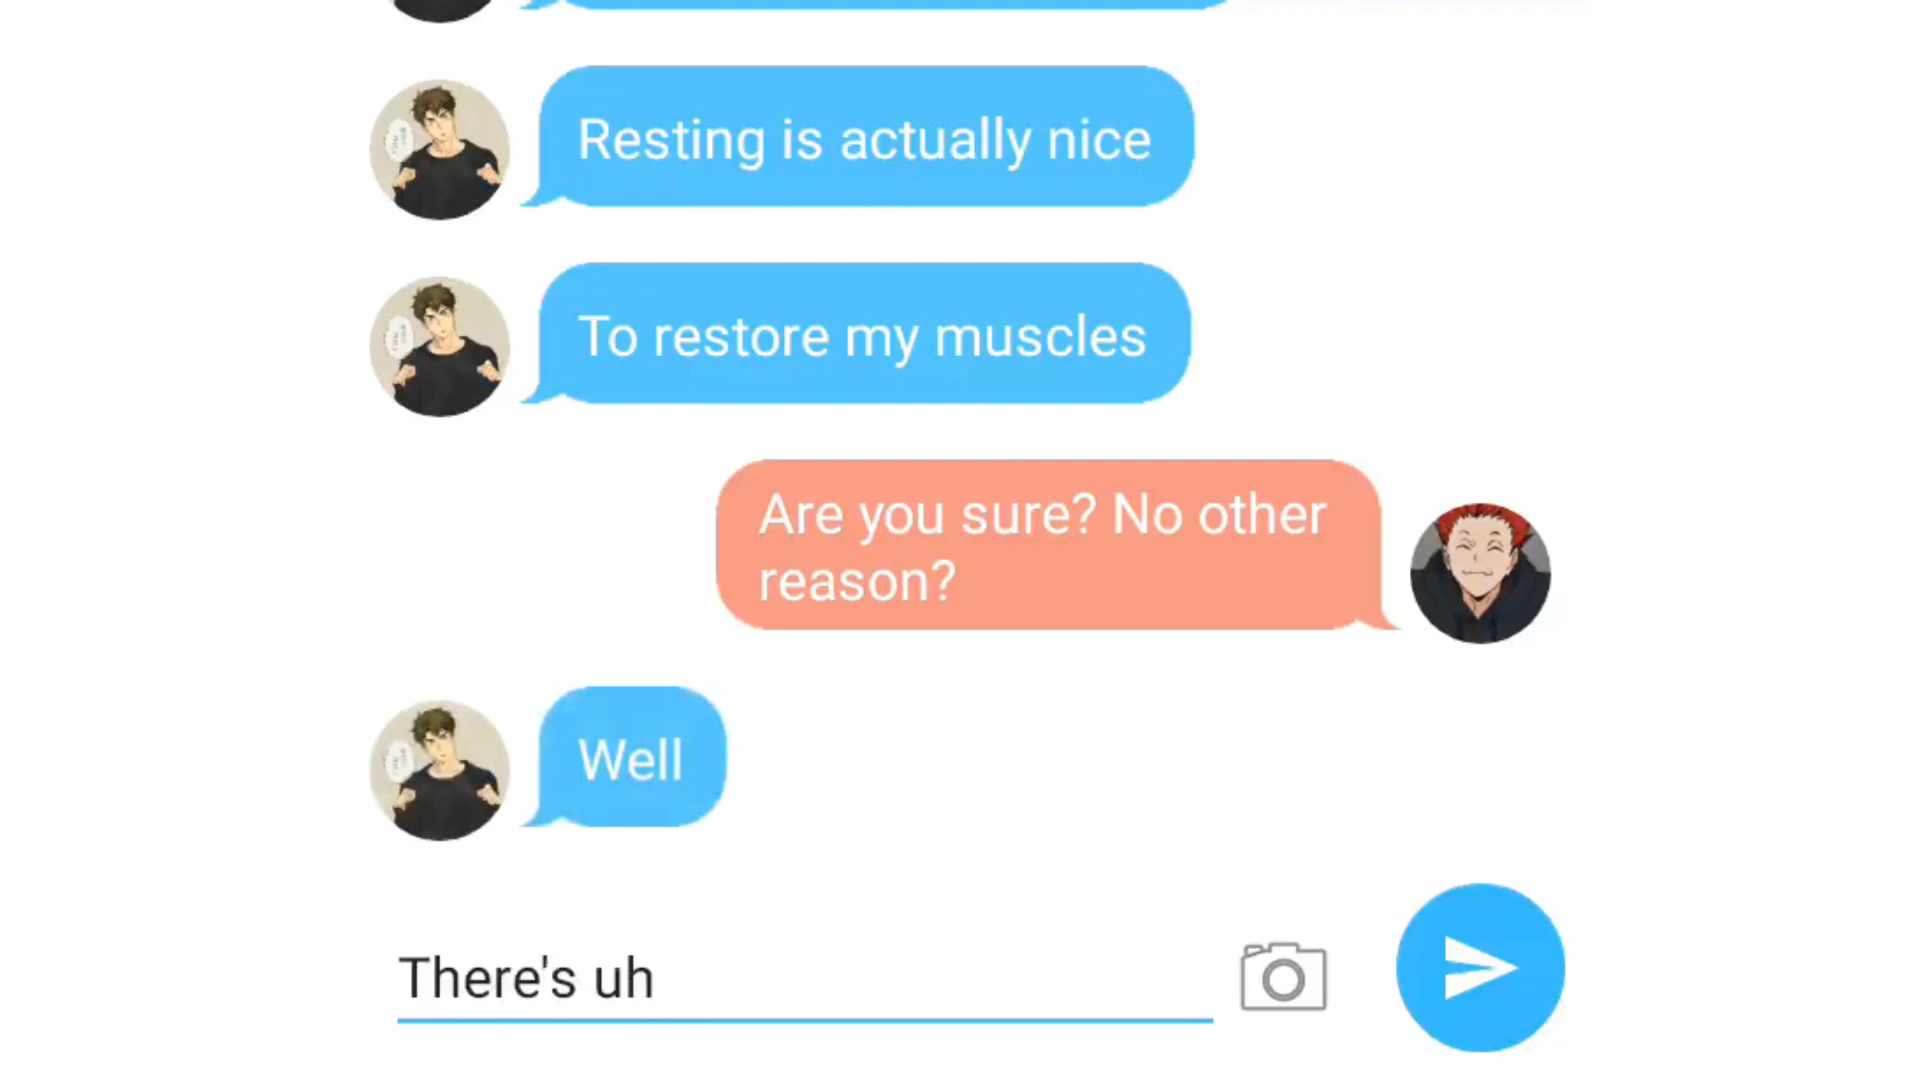 Resting is actually nice
To restore my muscles
Are you sure? No other
reason?
Well
There's uh